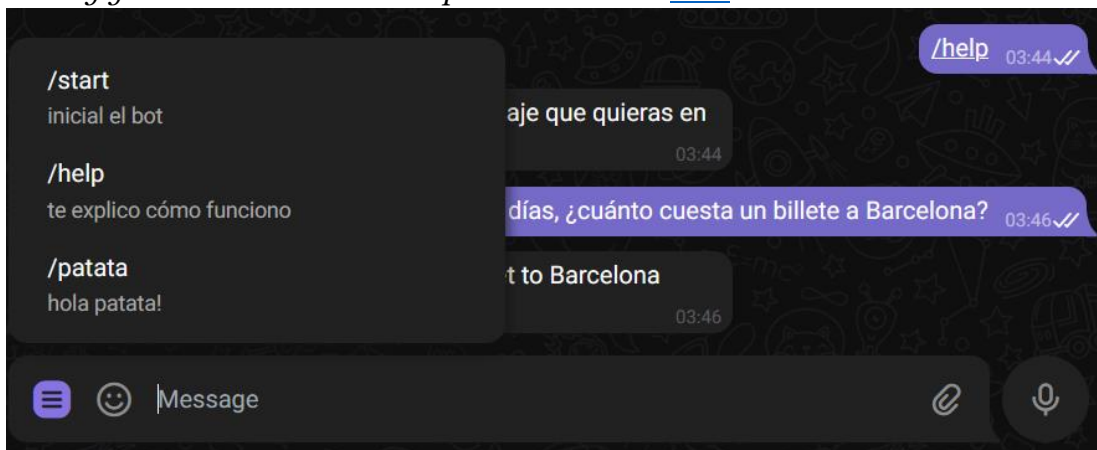 /help 03:44
/start
inicial el bot
aje que quieras en
03:44
/help
te explico cómo funciono
días, ¿cuánto cuesta un billete a Barcelona? 03:46
/patata
hola patata!
t to Barcelona
03:46
Message